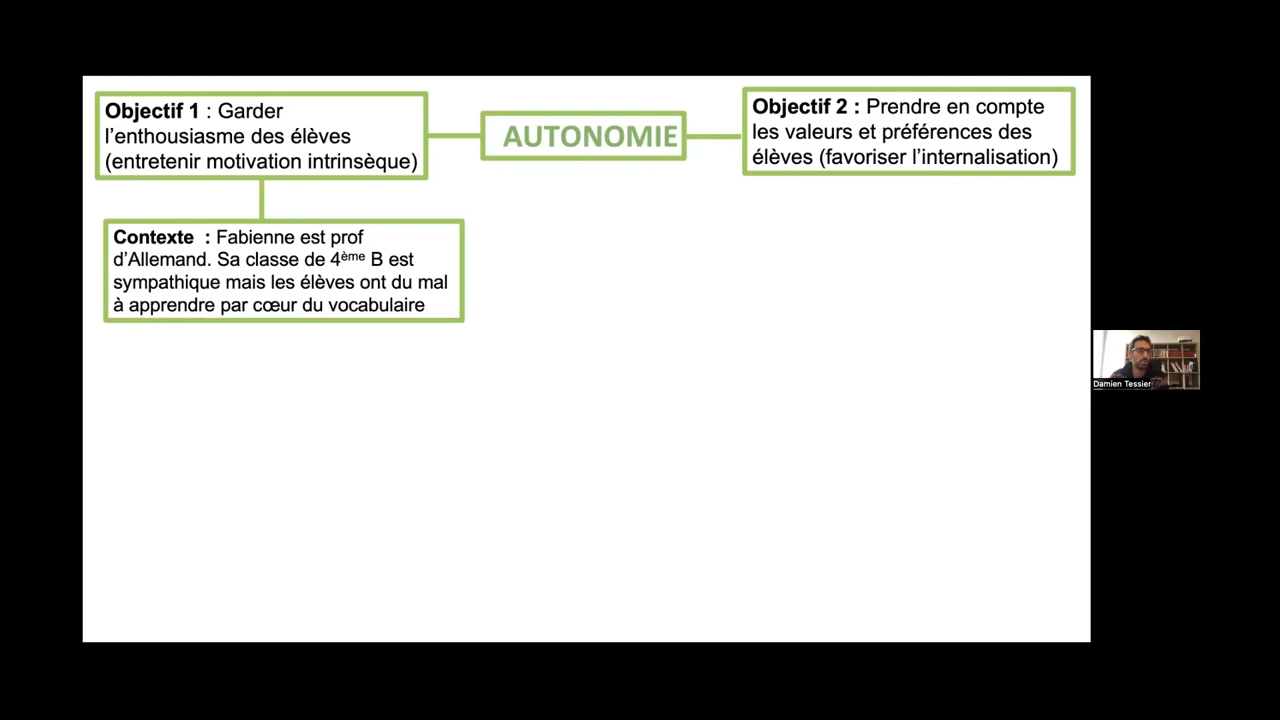 Objectif 1 : Garder
l’enthousiasme des élèves
(entretenir motivation intrinsèque)
AUTONOMIE
Objectif 2 : Prendre en compte
les valeurs et préférences des
élèves (favoriser l’internalisation)
Contexte : Fabienne est prof
d’Allemand. Sa classe de 4ème B est
sympathique mais les élèves ont du mal
à apprendre par cœur du vocabulaire
Damien Tessier